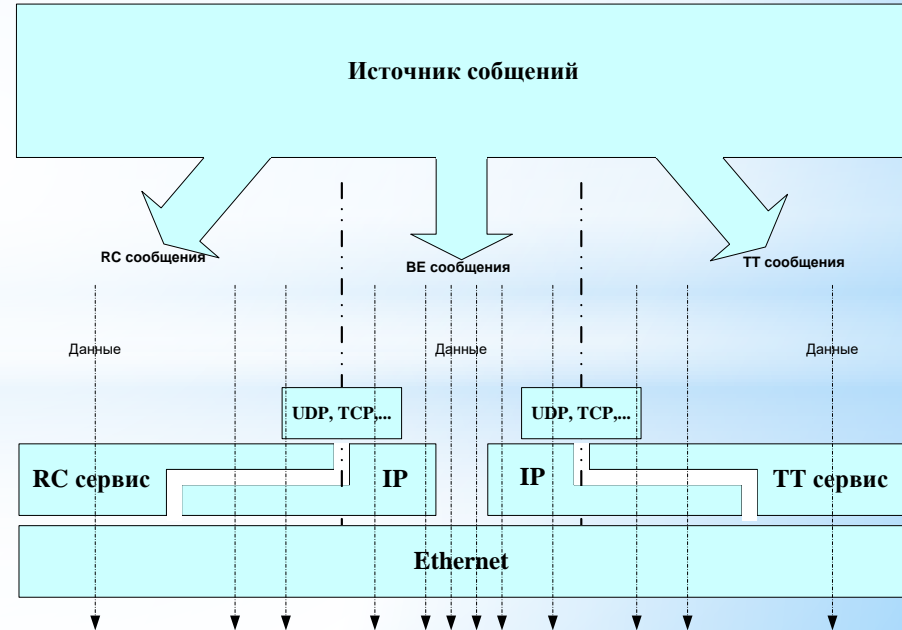 Источник собщений
RC сообщения
BE сообщения
TT сообщения
Данные
Данные
Данные
UDP, TCP,...
UDP, TCP,...
RC сервис
IP
IP
TT сервис
Ethernet